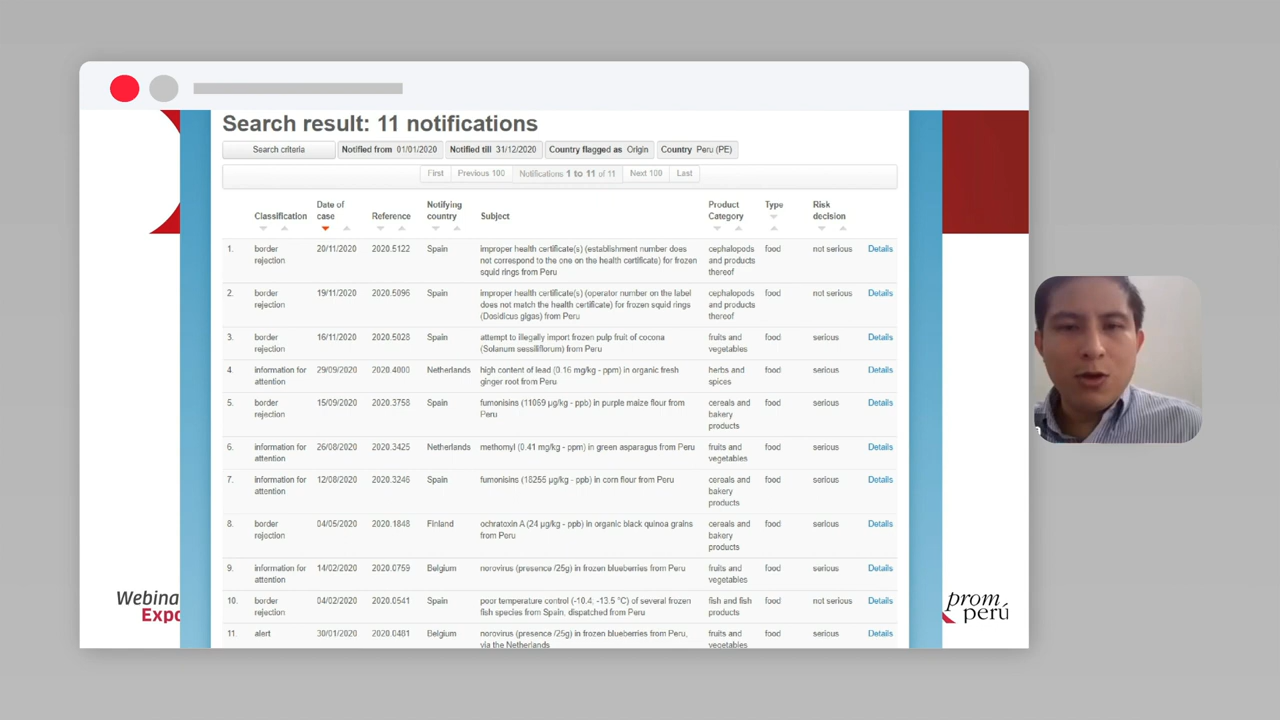 Search result: 11 notifications
Search criteria Notified from 01/01/2020 Notified till 31/12/2020 Country flagged as Origin Country Peru (PE)
First Previous 100 Notifications 1 to 11 of 11 Next 100 Last
Classification Date of case Reference Notifying country Subject Product Category Type Risk decision
1. border rejection 20/11/2020 2020.5122 Spain improper health certificate(s) (establishment number does not correspond to the one on the health certificate) for frozen squid rings from Peru cephalopods and products thereof food not serious Details
2. border rejection 19/11/2020 2020.5096 Spain improper health certificate(s) (operator number on the label does not match the health certificate) for frozen squid rings (Dosidicus gigas) from Peru cephalopods and products thereof food not serious Details
3. border rejection 16/11/2020 2020.5028 Spain attempt to illegally import frozen pulp fruit of cocona (Solanum sessiliflorum) from Peru fruits and vegetables food serious Details
4. information for attention 29/09/2020 2020.4000 Netherlands high content of lead (0.16 mg/kg - ppm) in organic fresh ginger root from Peru herbs and spices food serious Details
5. border rejection 15/09/2020 2020.3758 Spain fumonisins (11069 µg/kg - ppb) in purple maize flour from Peru cereals and bakery products food serious Details
6. information for attention 26/08/2020 2020.3425 Netherlands methomyl (0.41 mg/kg - ppm) in green asparagus from Peru fruits and vegetables food serious Details
7. information for attention 12/08/2020 2020.3246 Spain fumonisins (18255 µg/kg - ppb) in corn flour from Peru cereals and bakery products food serious Details
8. border rejection 04/05/2020 2020.1848 Finland ochratoxin A (24 µg/kg - ppb) in organic black quinoa grains from Peru cereals and bakery products food serious Details
9. information for attention 14/02/2020 2020.0759 Belgium norovirus (presence /25g) in frozen blueberries from Peru fruits and vegetables food serious Details
10. border rejection 04/02/2020 2020.0541 Spain poor temperature control (-10.4, -13.5 °C) of several frozen fish species from Spain, dispatched from Peru fish and fish products food not serious Details
11. alert 30/01/2020 2020.0481 Belgium norovirus (presence /25g) in frozen blueberries from Peru, via the Netherlands fruits and vegetables food serious Details
Webina
Expo
prom
perú